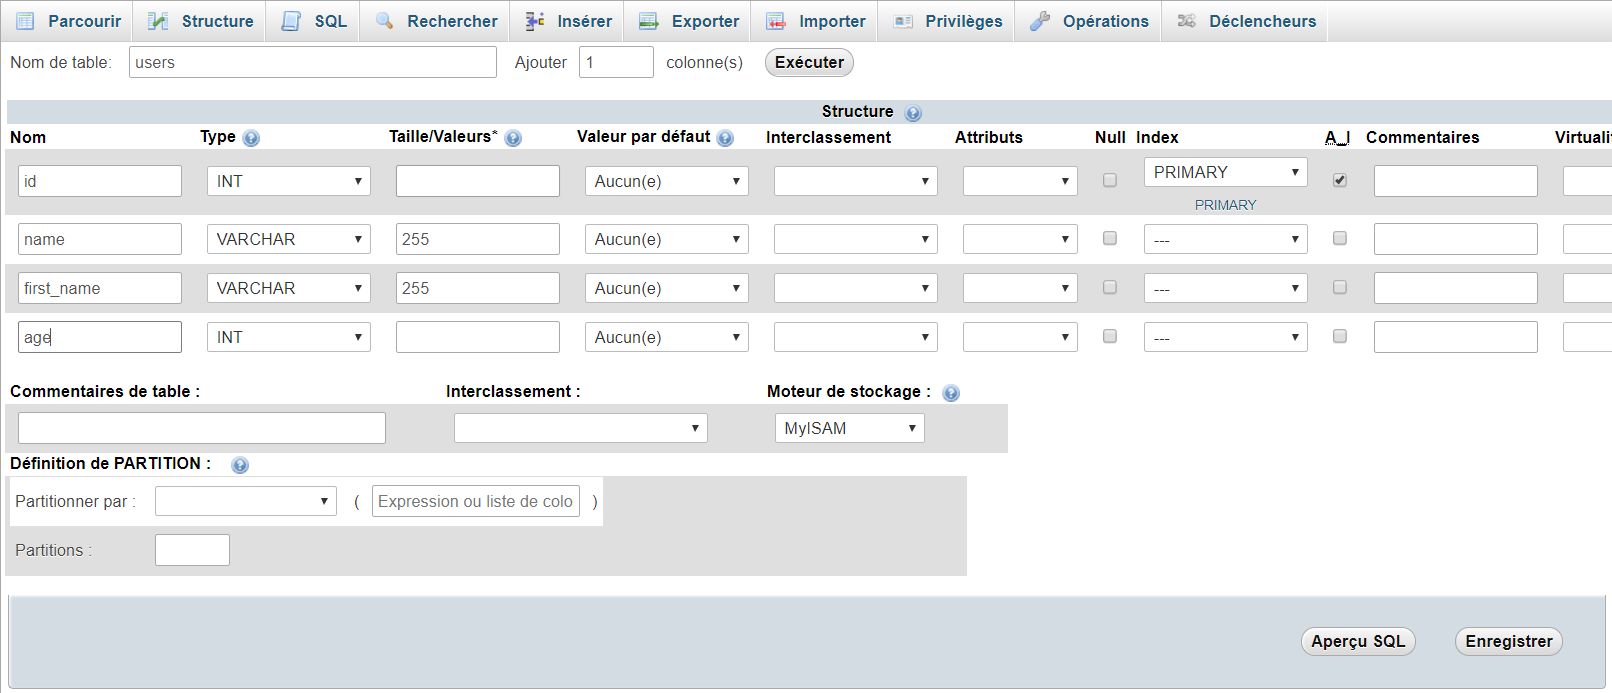 Parcourir Structure SQL Rechercher Insérer Exporter Importer Privilèges Opérations Déclencheurs
Nom de table: users Ajouter 1 colonne(s) Exécuter
Structure
Nom Type Taille/Valeurs* Valeur par défaut Interclassement Attributs Null Index A_I Commentaires Virtuali
id INT Aucun(e) PRIMARY
PRIMARY
name VARCHAR 255 Aucun(e) ---
first_name VARCHAR 255 Aucun(e) ---
age INT Aucun(e) ---
Commentaires de table : Interclassement : Moteur de stockage :
MyISAM
Définition de PARTITION :
Partitionner par : ( Expression ou liste de colo )
Partitions :
Aperçu SQL Enregistrer